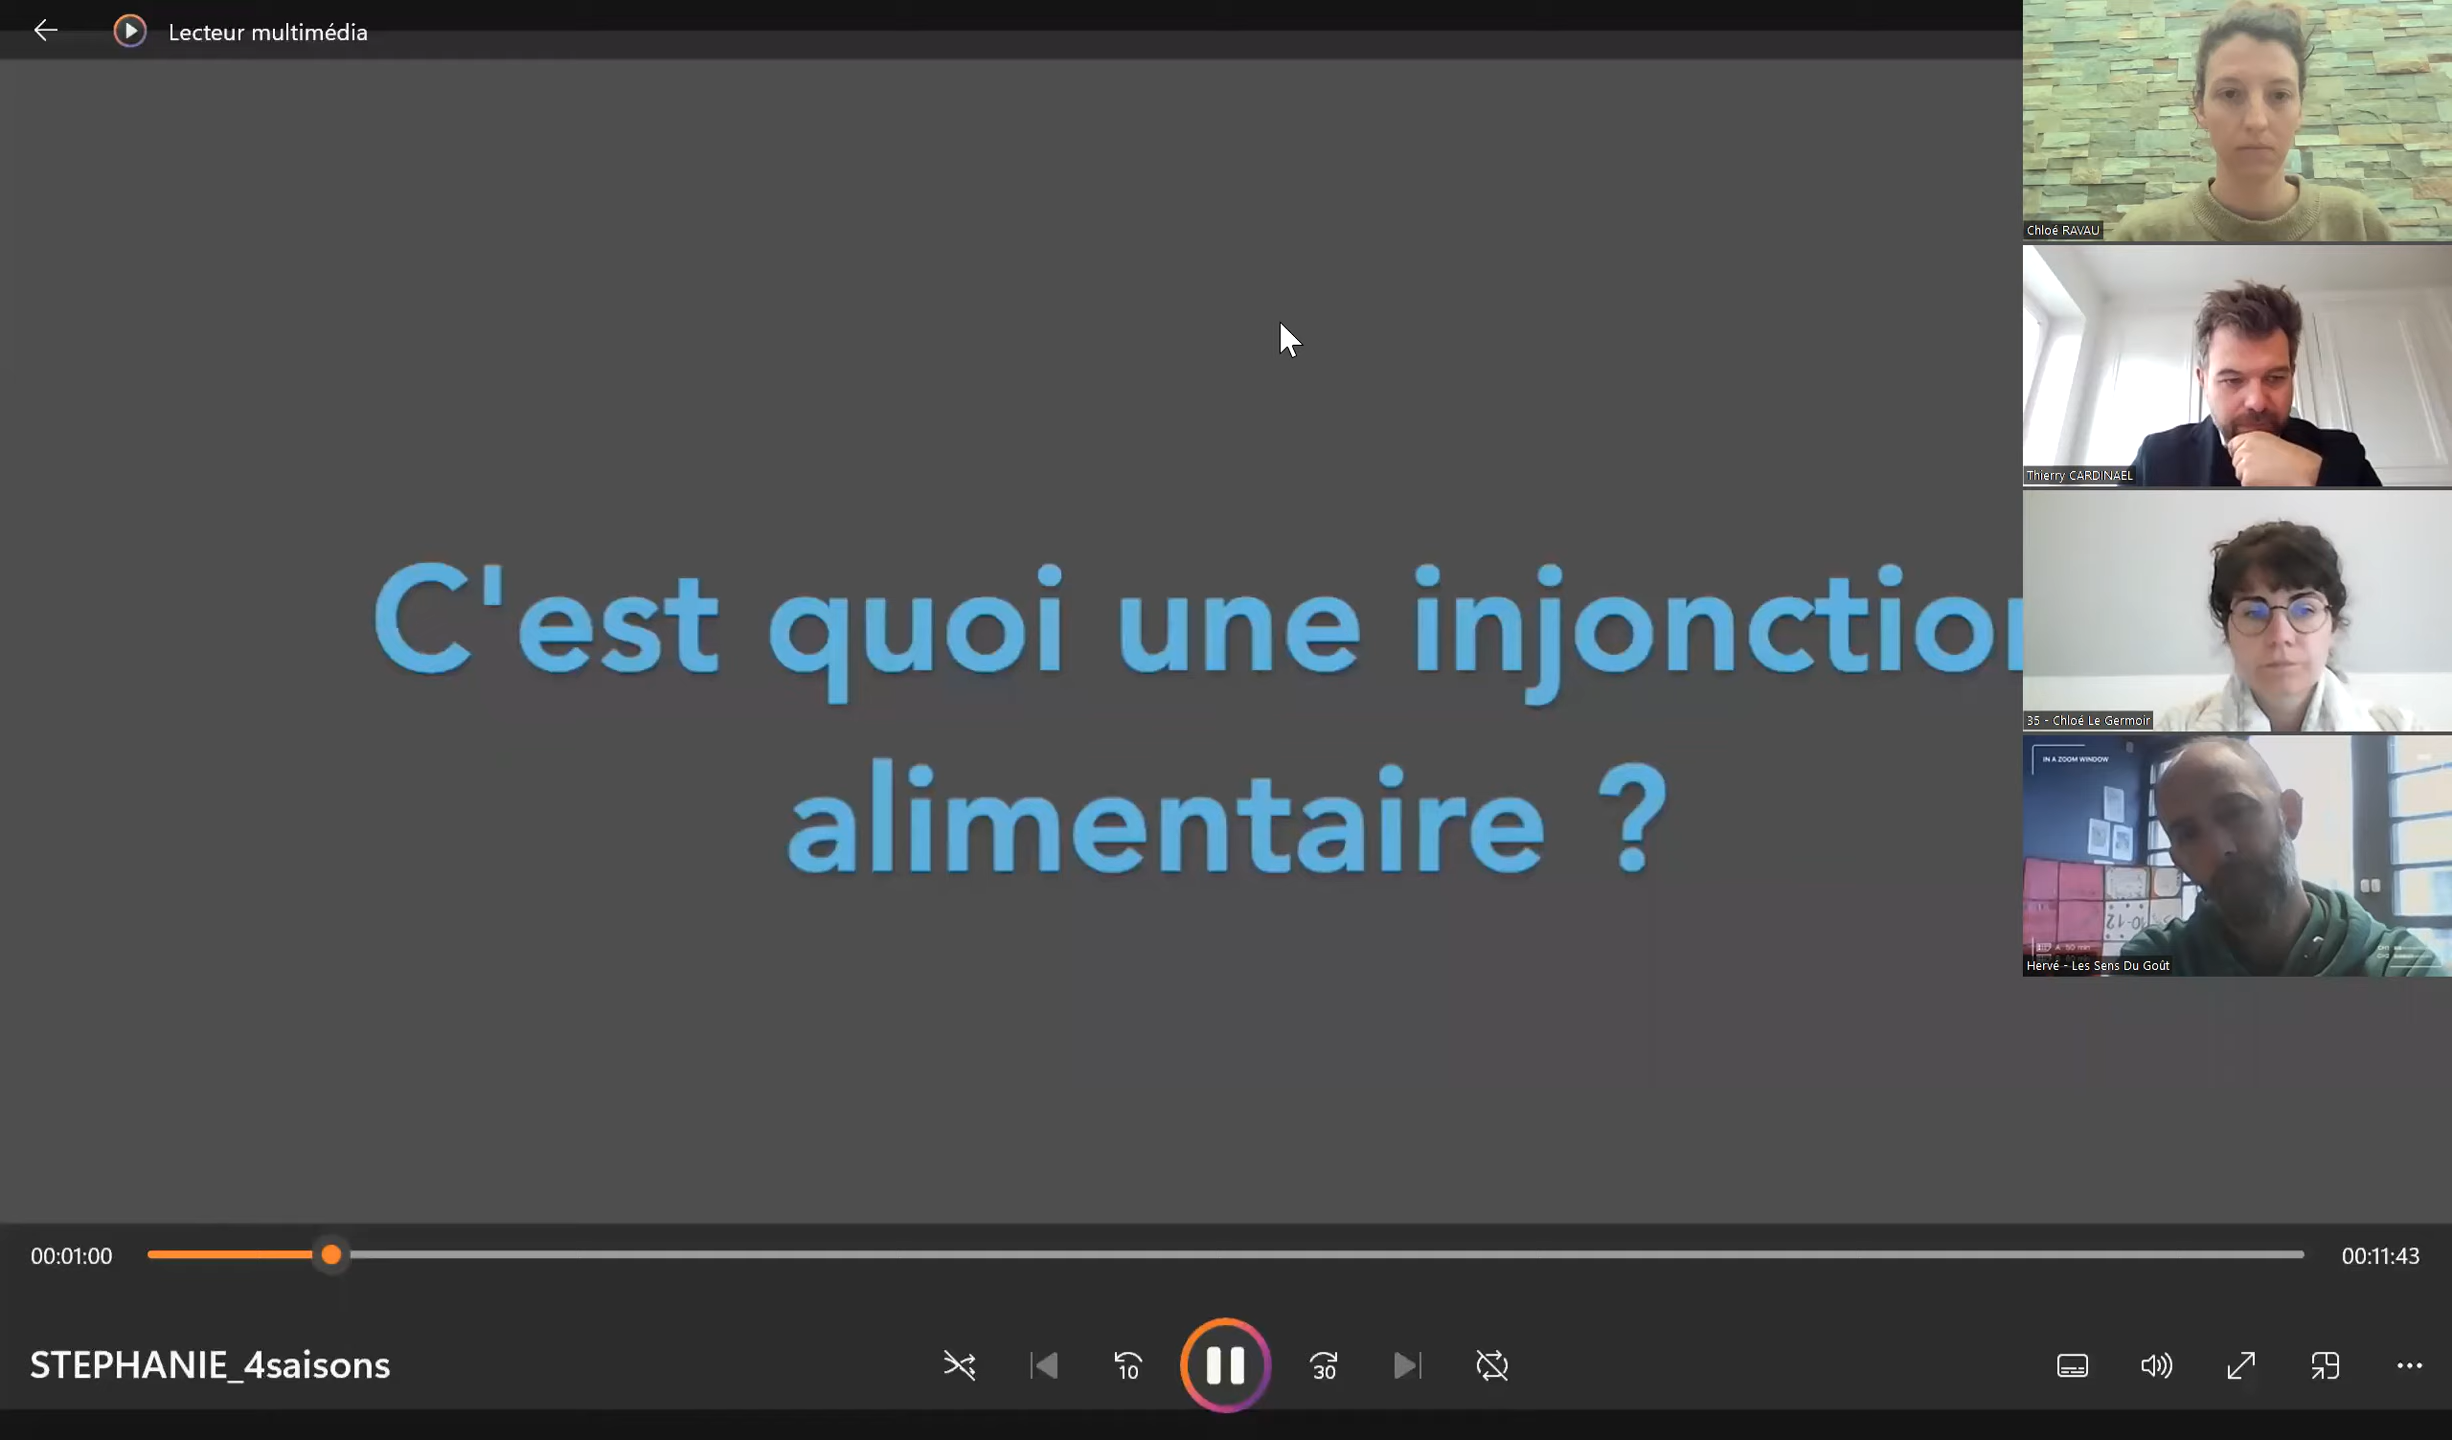 Lecteur multimédia
C'est quoi une injonction
alimentaire ?
Chloé RAVAU
Thierry CARDINAEL
35 - Chloé Le Germoir
IN A ZOOM WINDOW
Hervé - Les Sens Du Goût
00:01:00
00:11:43
STEPHANIE_4saisons
10
30